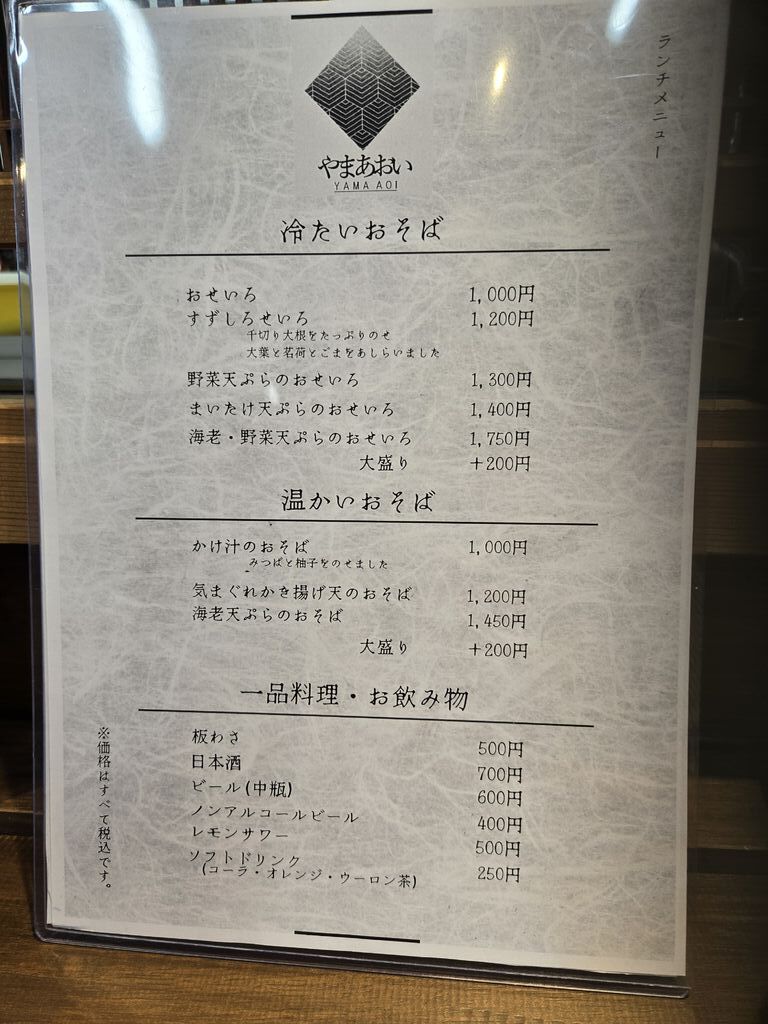 ランチメニュー
やまあおい
YAMA AOI
冷たいおそば
おせいろ 1,000円
すずしろせいろ 1,200円
千切り大根をたっぷりのせ
大葉と茗荷とごまをあしらいました
野菜天ぷらのおせいろ 1,300円
まいたけ天ぷらのおせいろ 1,400円
海老・野菜天ぷらのおせいろ 1,750円
大盛り +200円
温かいおそば
かけ汁のおそば 1,000円
みつばと柚子をのせました
気まぐれかき揚げ天のおそば 1,200円
海老天ぷらのおそば 1,450円
大盛り +200円
一品料理・お飲み物
板わさ 500円
日本酒 700円
ビール(中瓶) 600円
ノンアルコールビール 400円
レモンサワー 500円
ソフトドリンク 250円
(コーラ・オレンジ・ウーロン茶)
※価格はすべて税込です。